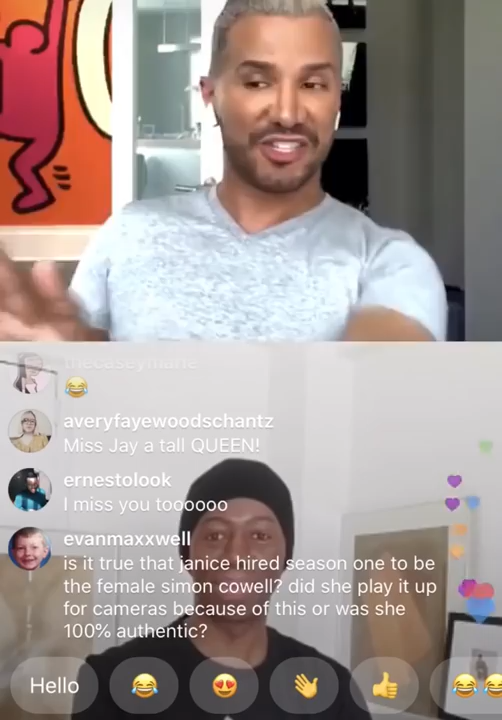 mecaseymarie
😂
averyfayewoodschantz
Miss Jay a tall QUEEN!
ernestolook
I miss you toooooo
evanmaxxwell
is it true that janice hired season one to be
the female simon cowell? did she play it up
for cameras because of this or was she
100% authentic?
Hello 😂 😍 👋 👍 😂😂